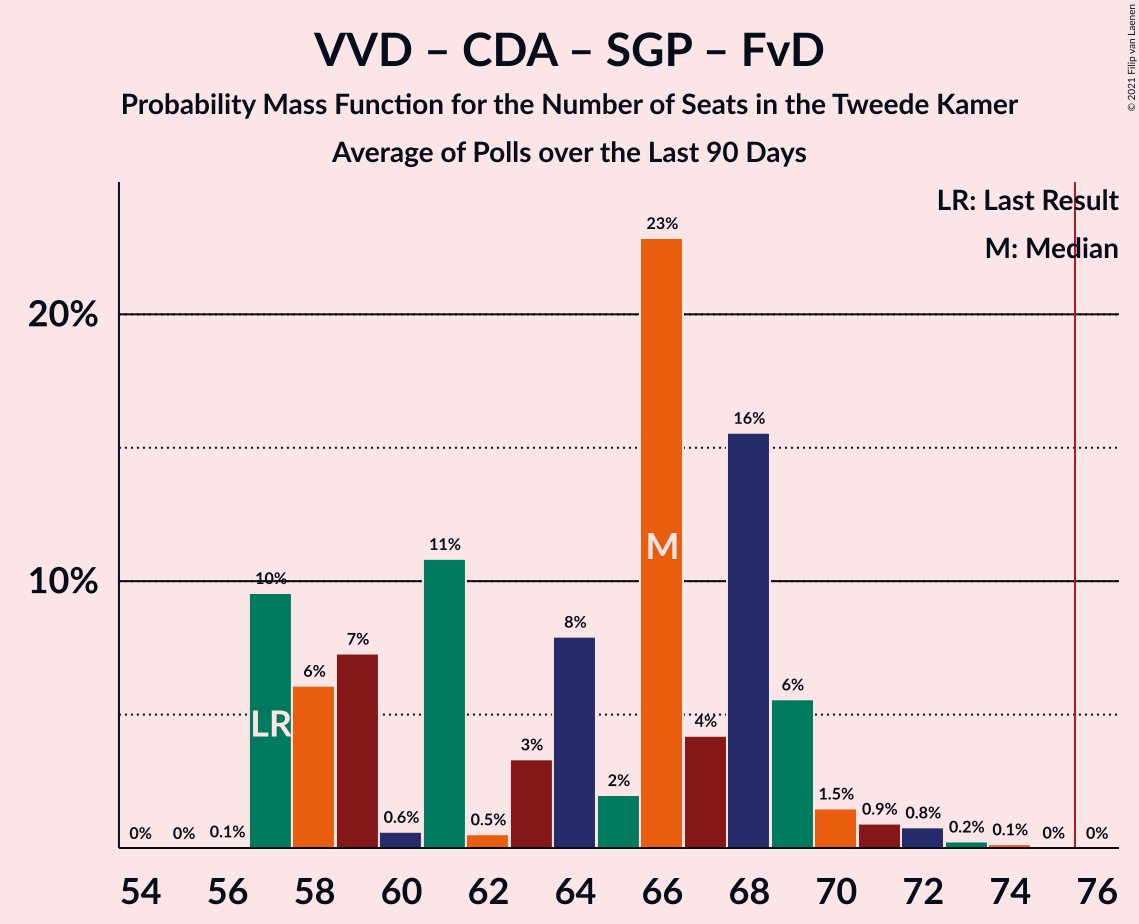 VVD – CDA – SGP – FvD
Probability Mass Function for the Number of Seats in the Tweede Kamer
Average of Polls over the Last 90 Days
© 2021 Filip van Laenen
LR: Last Result
M: Median
20%
10%
0%
0%
0.1%
10%
6%
7%
0.6%
11%
0.5%
3%
8%
2%
23%
4%
16%
6%
1.5%
0.9%
0.8%
0.2%
0.1%
0%
0%
LR
M
54 56 58 60 62 64 66 68 70 72 74 76